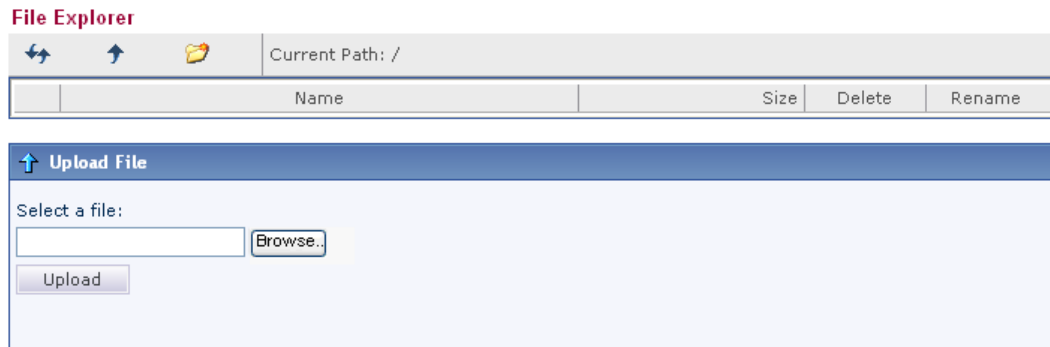 File Explorer
Current Path: /
Name Size Delete Rename
Upload File
Select a file:
Browse..
Upload